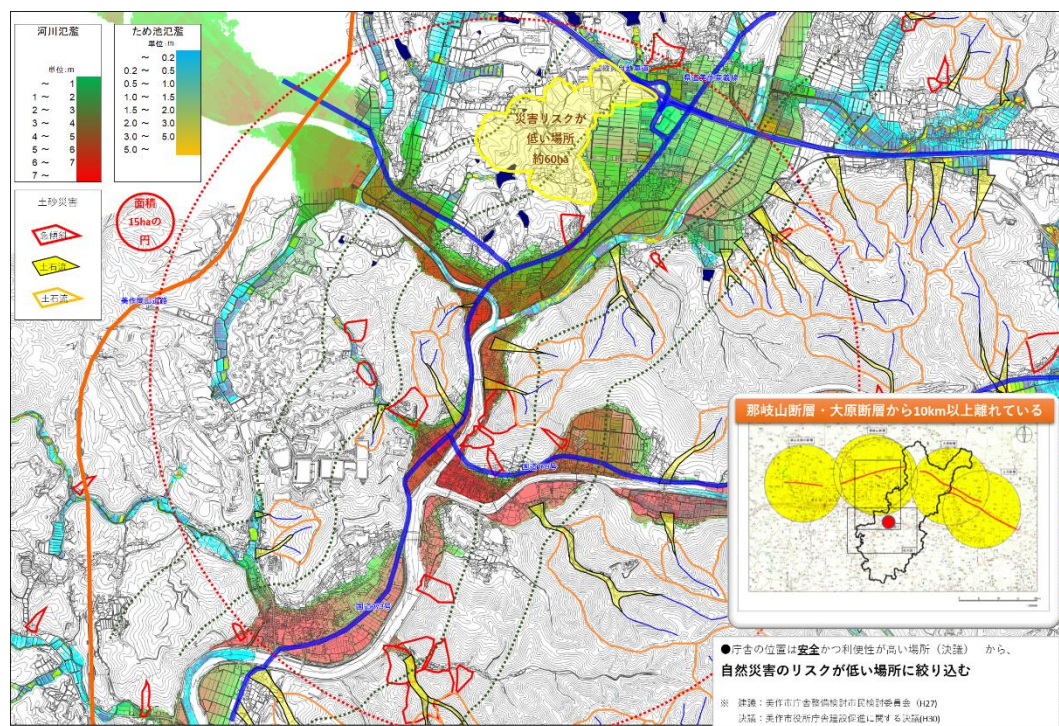 河川氾濫
単位:m
～ 1
1 ～ 2
2 ～ 3
3 ～ 4
4 ～ 5
5 ～ 6
6 ～ 7
7 ～
ため池氾濫
単位:m
～ 0.2
0.2 ～ 0.5
0.5 ～ 1.0
1.0 ～ 1.5
1.5 ～ 2.0
2.0 ～ 3.0
3.0 ～ 5.0
5.0 ～
土砂災害
急傾斜
土石流
土石流
面積
15haの
円
災害リスクが
低い場所
約60ha
美作岡山道路
那岐山断層・大原断層から10km以上離れている
●庁舎の位置は安全かつ利便性が高い場所（決議） から、
自然災害のリスクが低い場所に絞り込む
※ 建議：美作市庁舎整備検討市民検討委員会（H27）
決議：美作市役所庁舎建設促進に関する決議(H30)